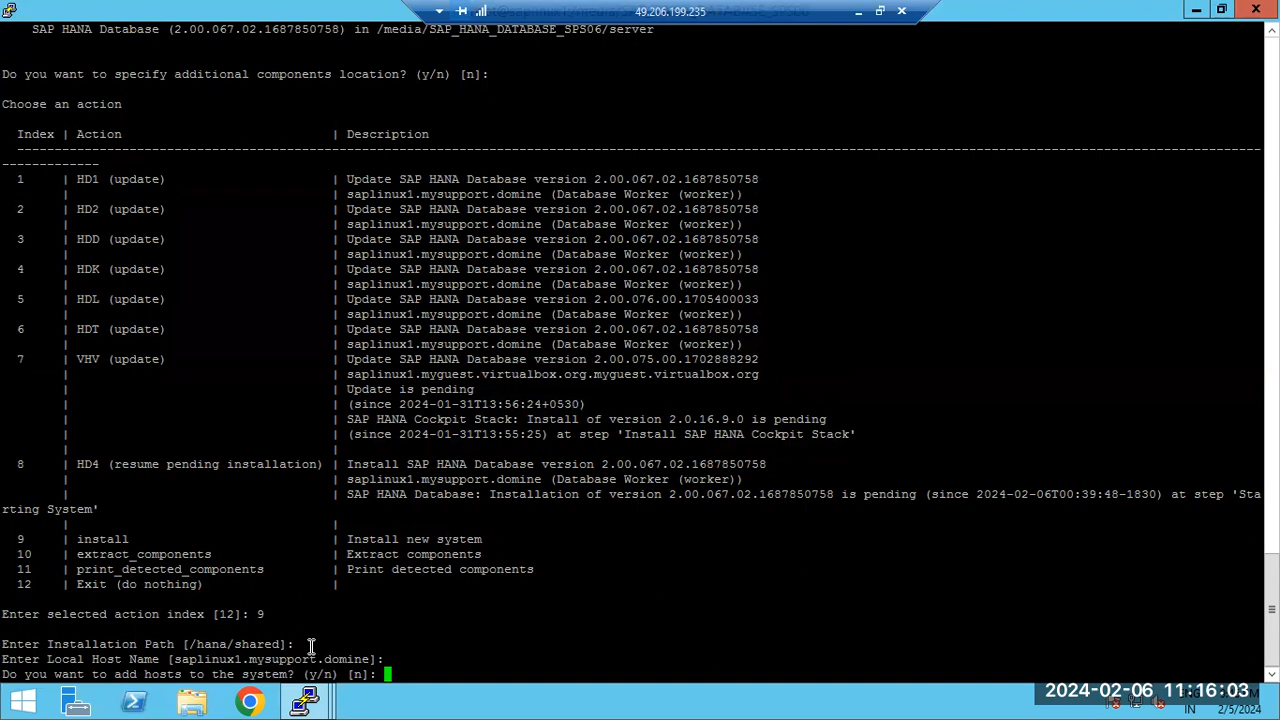 49.206.199.235
SAP HANA Database (2.00.067.02.1687850758) in /media/SAP_HANA_DATABASE_SPS06/server
Do you want to specify additional components location? (y/n) [n]:
Choose an action
Index | Action | Description
1 | HD1 (update) | Update SAP HANA Database version 2.00.067.02.1687850758
| | saplinux1.mysupport.domine (Database Worker (worker))
2 | HD2 (update) | Update SAP HANA Database version 2.00.067.02.1687850758
| | saplinux1.mysupport.domine (Database Worker (worker))
3 | HDD (update) | Update SAP HANA Database version 2.00.067.02.1687850758
| | saplinux1.mysupport.domine (Database Worker (worker))
4 | HDK (update) | Update SAP HANA Database version 2.00.067.02.1687850758
| | saplinux1.mysupport.domine (Database Worker (worker))
5 | HDL (update) | Update SAP HANA Database version 2.00.076.00.1705400033
| | saplinux1.mysupport.domine (Database Worker (worker))
6 | HDT (update) | Update SAP HANA Database version 2.00.067.02.1687850758
| | saplinux1.mysupport.domine (Database Worker (worker))
7 | VHV (update) | Update SAP HANA Database version 2.00.075.00.1702888292
| | saplinux1.myguest.virtualbox.org.myguest.virtualbox.org
| | Update is pending
| | (since 2024-01-31T13:56:24+0530)
| | SAP HANA Cockpit Stack: Install of version 2.0.16.9.0 is pending
| | (since 2024-01-31T13:55:25) at step 'Install SAP HANA Cockpit Stack'
| |
8 | HD4 (resume pending installation) | Install SAP HANA Database version 2.00.067.02.1687850758
| | saplinux1.mysupport.domine (Database Worker (worker))
| | SAP HANA Database: Installation of version 2.00.067.02.1687850758 is pending (since 2024-02-06T00:39:48-1830) at step 'Sta
rting System'
| |
9 | install | Install new system
10 | extract_components | Extract components
11 | print_detected_components | Print detected components
12 | Exit (do nothing) |
Enter selected action index [12]: 9
Enter Installation Path [/hana/shared]:
Enter Local Host Name [saplinux1.mysupport.domine]:
Do you want to add hosts to the system? (y/n) [n]:
2024-02-06 11:16:03
IN 2/5/2024